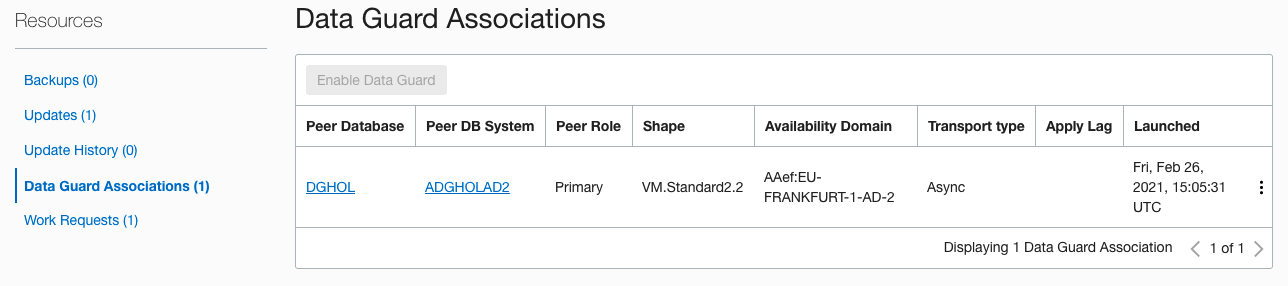 Resources
Backups (0)
Updates (1)
Update History (0)
Data Guard Associations (1)
Work Requests (1)
Data Guard Associations
Enable Data Guard
Peer Database Peer DB System Peer Role Shape Availability Domain Transport type Apply Lag Launched
DGHOL ADGHOLAD2 Primary VM.Standard2.2 AAef:EU-
FRANKFURT-1-AD-2 Async Fri, Feb 26,
2021, 15:05:31
UTC
Displaying 1 Data Guard Association 1 of 1